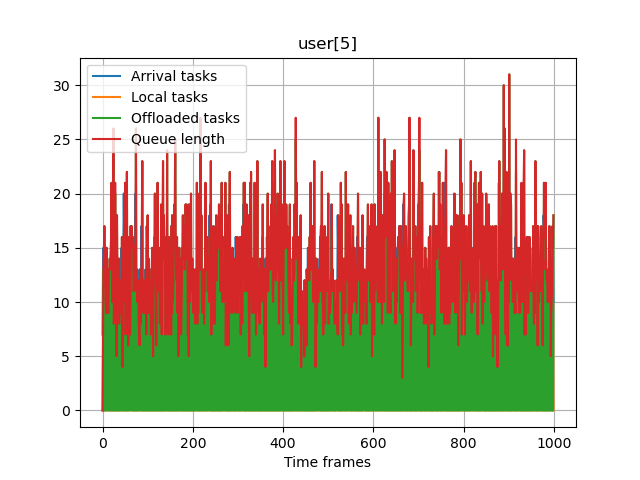 user[5]
Arrival tasks
Local tasks
Offloaded tasks
Queue length
30
25
20
15
10
5
0
0 200 400 600 800 1000
Time frames